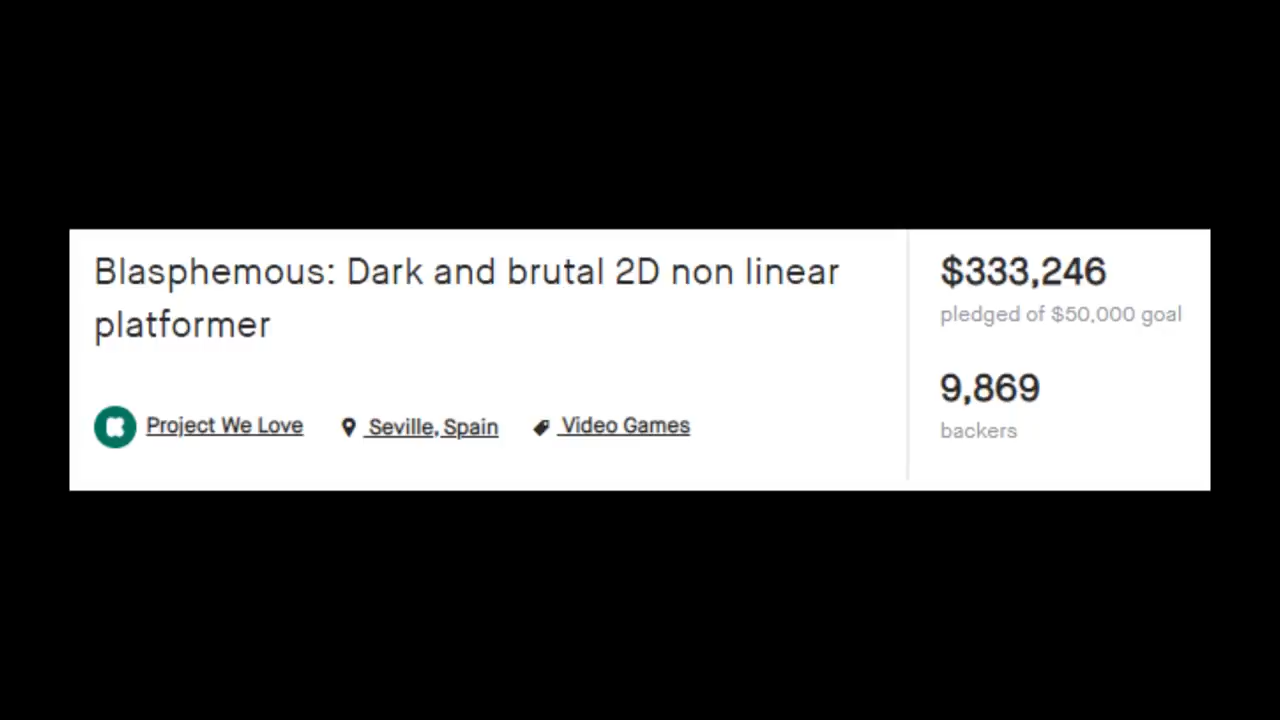 Blasphemous: Dark and brutal 2D non linear
platformer
Project We Love
Seville, Spain
Video Games
$333,246
pledged of $50,000 goal
9,869
backers